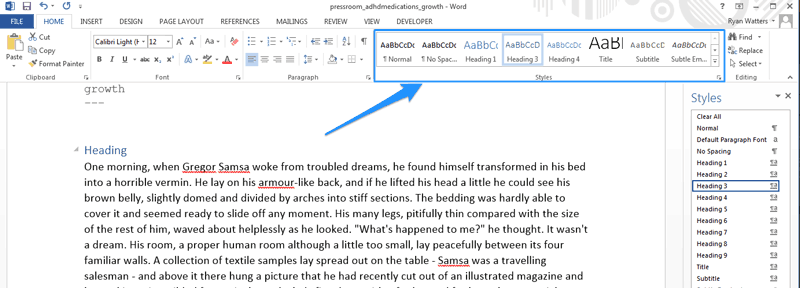 pressroom_adhdmedications_growth - Word
FILE HOME INSERT DESIGN PAGE LAYOUT REFERENCES MAILINGS REVIEW VIEW ACROBAT Ryan Watters
Cut
Copy
Format Painter
Paste
Calibri Light (H 12
B I U
AaBbCcDc AaBbCcDc AaBbCc AaBbCcD AaBbCcDc AaBl AaBbCcD AaBbCcDc
¶ Normal ¶ No Spac... Heading 1 Heading 3 Heading 4 Title Subtitle Subtle Em...
Find
Replace
Select
Clipboard Font Paragraph Styles Editing
growth
---
Heading
One morning, when Gregor Samsa woke from troubled dreams, he found himself transformed in his bed
into a horrible vermin. He lay on his armour-like back, and if he lifted his head a little he could see his
brown belly, slightly domed and divided by arches into stiff sections. The bedding was hardly able to
cover it and seemed ready to slide off any moment. His many legs, pitifully thin compared with the size
of the rest of him, waved about helplessly as he looked. "What's happened to me?" he thought. It wasn't
a dream. His room, a proper human room although a little too small, lay peacefully between its four
familiar walls. A collection of textile samples lay spread out on the table - Samsa was a travelling
salesman - and above it there hung a picture that he had recently cut out of an illustrated magazine and
Styles
Clear All
Normal
Default Paragraph Font
No Spacing
Heading 1
Heading 2
Heading 3
Heading 4
Heading 5
Heading 6
Heading 7
Heading 8
Heading 9
Title
Subtitle